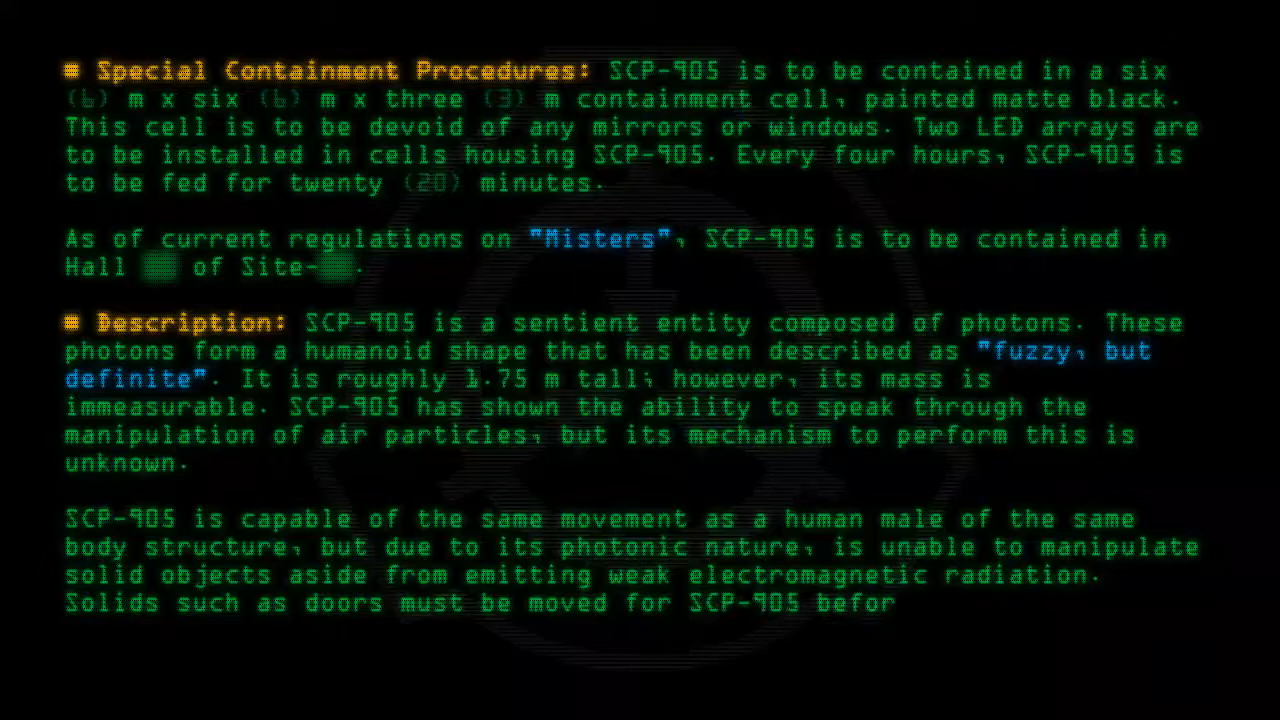 ■ Special Containment Procedures: SCP-905 is to be contained in a six
(6) m x six (6) m x three (3) m containment cell, painted matte black.
This cell is to be devoid of any mirrors or windows. Two LED arrays are
to be installed in cells housing SCP-905. Every four hours, SCP-905 is
to be fed for twenty (20) minutes.
As of current regulations on "Misters", SCP-905 is to be contained in
Hall ██ of Site-██.
■ Description: SCP-905 is a sentient entity composed of photons. These
photons form a humanoid shape that has been described as "fuzzy, but
definite". It is roughly 1.75 m tall; however, its mass is
immeasurable. SCP-905 has shown the ability to speak through the
manipulation of air particles, but its mechanism to perform this is
unknown.
SCP-905 is capable of the same movement as a human male of the same
body structure, but due to its photonic nature, is unable to manipulate
solid objects aside from emitting weak electromagnetic radiation.
Solids such as doors must be moved for SCP-905 befor